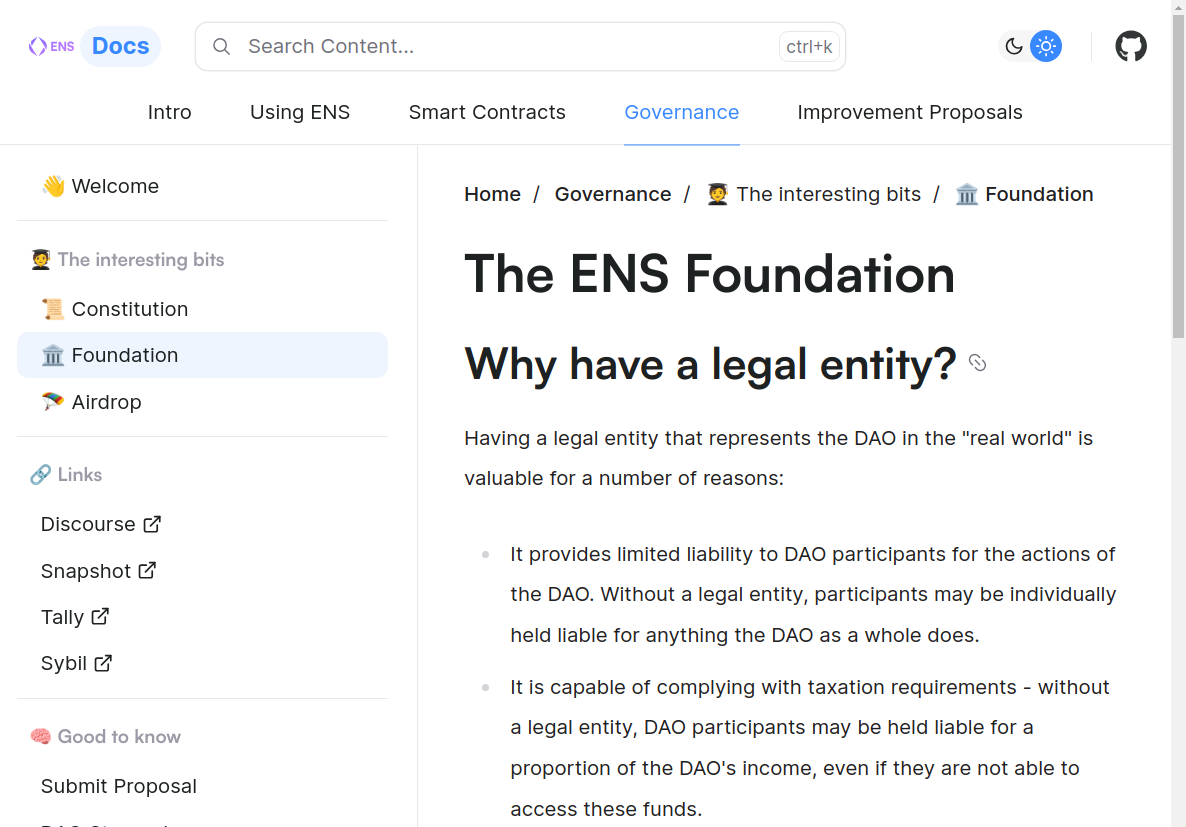 ENS Docs
Search Content...
ctrl+k
Intro
Using ENS
Smart Contracts
Governance
Improvement Proposals
👋 Welcome
🧑‍🎓 The interesting bits
📜 Constitution
🏛️ Foundation
🪂 Airdrop
🔗 Links
Discourse
Snapshot
Tally
Sybil
🧠 Good to know
Submit Proposal
Home / Governance / 🧑‍🎓 The interesting bits / 🏛️ Foundation
The ENS Foundation
Why have a legal entity?
Having a legal entity that represents the DAO in the "real world" is
valuable for a number of reasons:
It provides limited liability to DAO participants for the actions of
the DAO. Without a legal entity, participants may be individually
held liable for anything the DAO as a whole does.
It is capable of complying with taxation requirements - without
a legal entity, DAO participants may be held liable for a
proportion of the DAO's income, even if they are not able to
access these funds.